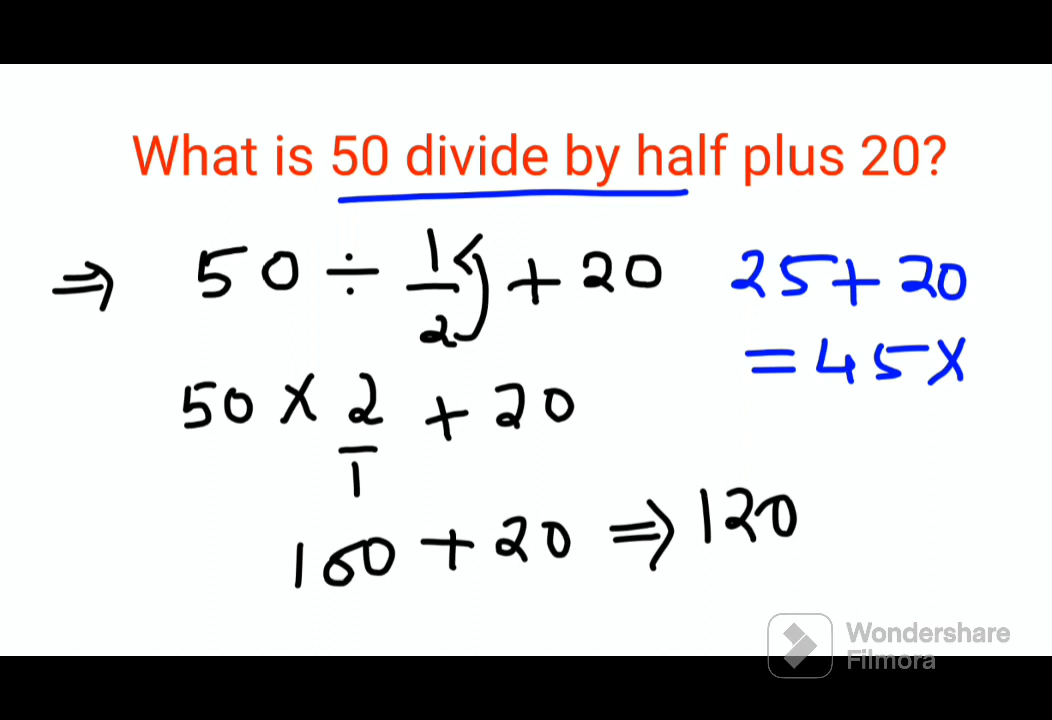 What is 50 divide by half plus 20?
⇒ 50 ÷ 1/2 + 20
25 + 20
= 45 X
50 X 2/1 + 20
100 + 20 ⇒ 120
Wondershare
Filmora